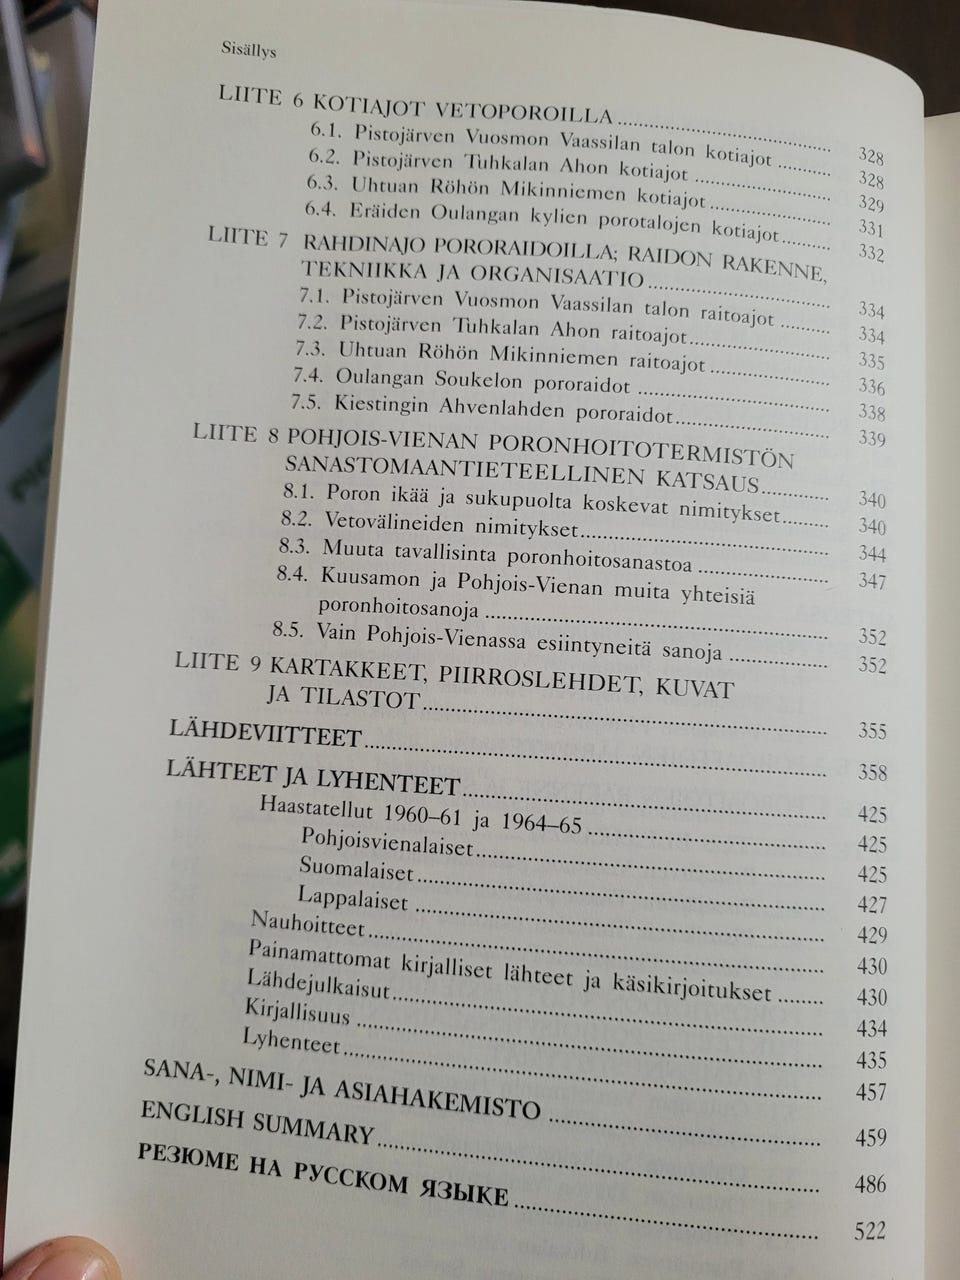 Sisällys
LIITE 6 KOTIAJOT VETOPOROILLA .......... 328
6.1. Pistojärven Vuosmon Vaassilan talon kotiajot .......... 328
6.2. Pistojärven Tuhkalan Ahon kotiajot .......... 329
6.3. Uhtuan Röhön Mikinniemen kotiajot .......... 331
6.4. Eräiden Oulangan kylien porotalojen kotiajot .......... 332
LIITE 7 RAHDINAJO PORORAIDOILLA; RAIDON RAKENNE,
TEKNIIKKA JA ORGANISAATIO .......... 334
7.1. Pistojärven Vuosmon Vaassilan talon raitoajot .......... 334
7.2. Pistojärven Tuhkalan Ahon raitoajot .......... 335
7.3. Uhtuan Röhön Mikinniemen raitoajot .......... 336
7.4. Oulangan Soukelon pororaidot .......... 338
7.5. Kiestingin Ahvenlahden pororaidot .......... 339
LIITE 8 POHJOIS-VIENAN PORONHOITOTERMISTÖN
SANASTOMAANTIETEELLINEN KATSAUS .......... 340
8.1. Poron ikää ja sukupuolta koskevat nimitykset .......... 340
8.2. Vetovälineiden nimitykset .......... 344
8.3. Muuta tavallisinta poronhoitosanastoa .......... 347
8.4. Kuusamon ja Pohjois-Vienan muita yhteisiä
poronhoitosanoja .......... 352
8.5. Vain Pohjois-Vienassa esiintyneitä sanoja .......... 352
LIITE 9 KARTAKKEET, PIIRROSLEHDET, KUVAT
JA TILASTOT .......... 355
LÄHDEVIITTEET .......... 358
LÄHTEET JA LYHENTEET .......... 425
Haastatellut 1960–61 ja 1964–65 .......... 425
Pohjoisvienalaiset .......... 425
Suomalaiset .......... 427
Lappalaiset .......... 429
Nauhoitteet .......... 430
Painamattomat kirjalliset lähteet ja käsikirjoitukset .......... 430
Lähdejulkaisut .......... 434
Kirjallisuus .......... 435
Lyhenteet .......... 457
SANA-, NIMI- JA ASIAHAKEMISTO .......... 459
ENGLISH SUMMARY .......... 486
РЕЗЮМЕ НА РУССКОМ ЯЗЫКЕ .......... 522